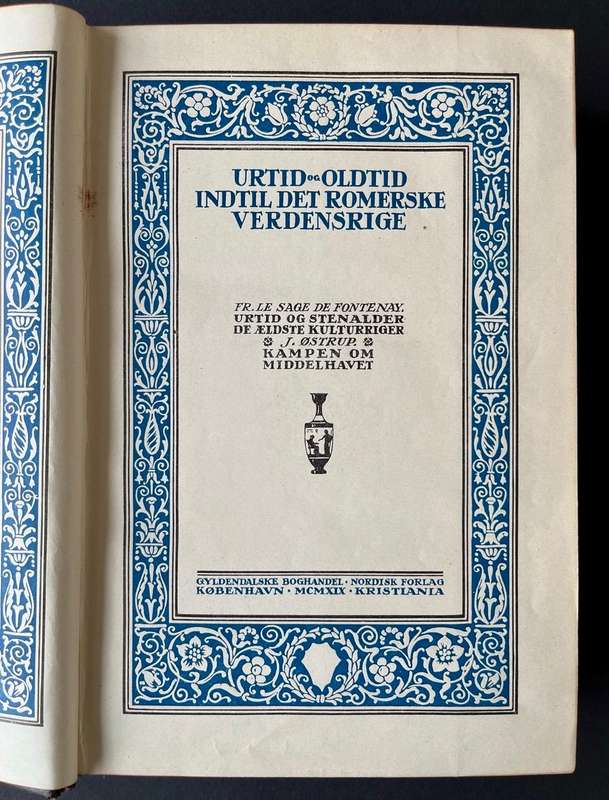 URTID OG OLDTID
INDTIL DET ROMERSKE
VERDENSRIGE
FR. LE SAGE DE FONTENAY.
URTID OG STENALDER
DE ÆLDSTE KULTURRIGER
J. ØSTRUP.
KAMPEN OM
MIDDELHAVET
GYLDENDALSKE BOGHANDEL · NORDISK FORLAG
KØBENHAVN · MCMXIX · KRISTIANIA